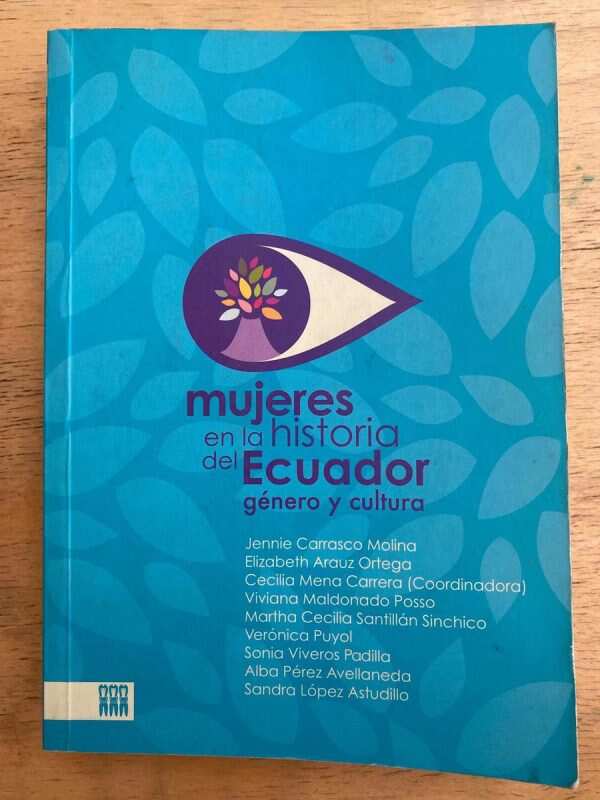 mujeres
en la historia
del Ecuador
género y cultura
Jennie Carrasco Molina
Elizabeth Arauz Ortega
Cecilia Mena Carrera (Coordinadora)
Viviana Maldonado Posso
Martha Cecilia Santillán Sinchico
Verónica Puyol
Sonia Viveros Padilla
Alba Pérez Avellaneda
Sandra López Astudillo